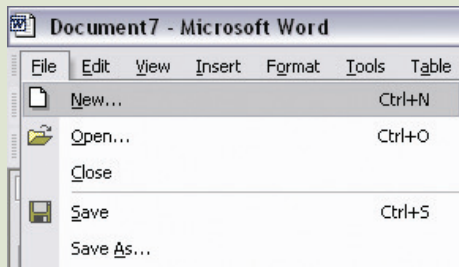 Document7 - Microsoft Word
File Edit View Insert Format Tools Table
New... Ctrl+N
Open... Ctrl+O
Close
Save Ctrl+S
Save As...